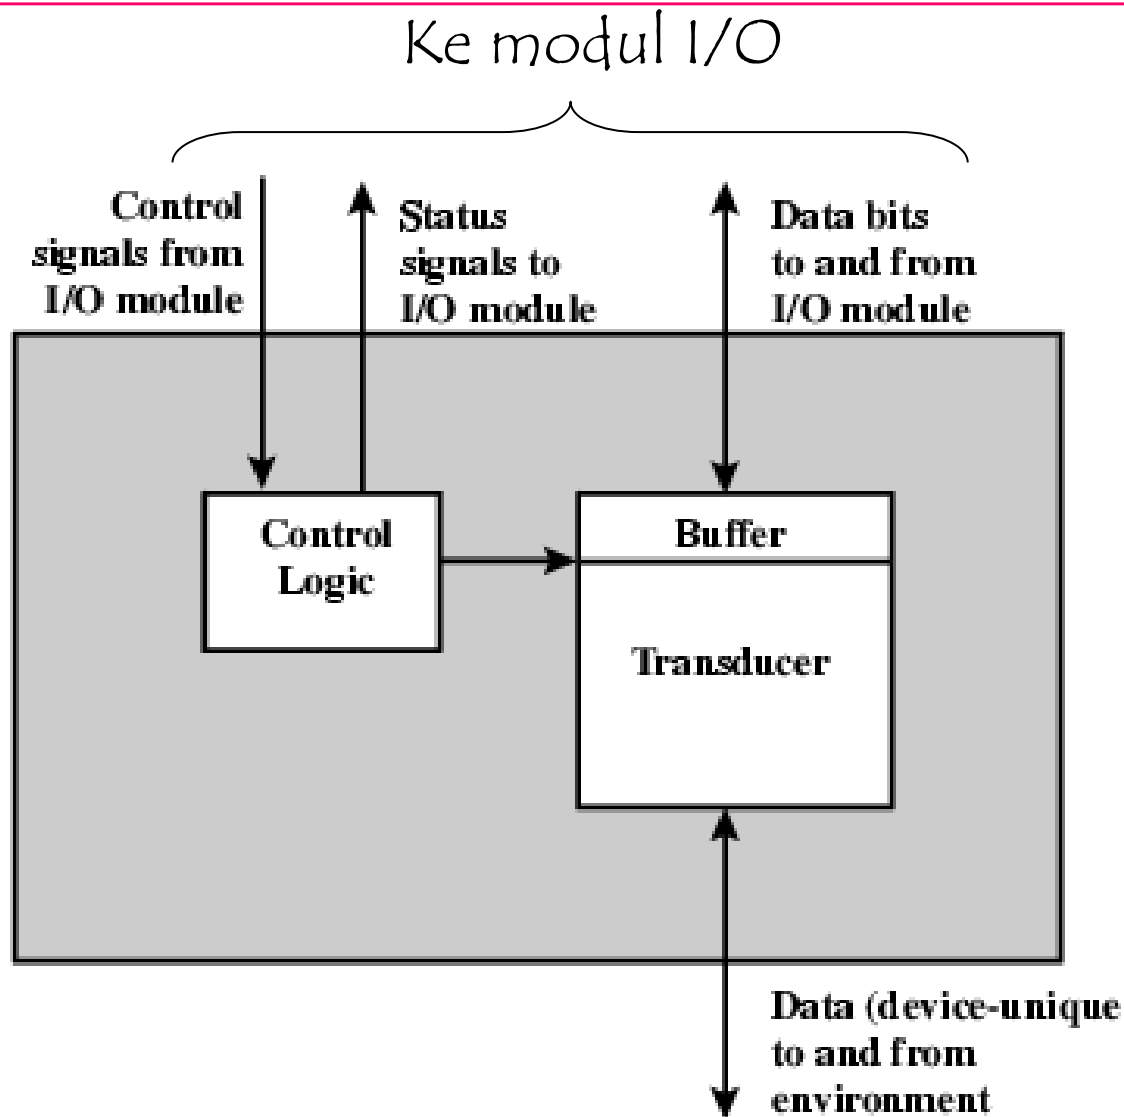 Ke modul I/O
Control
signals from
I/O module
Status
signals to
I/O module
Data bits
to and from
I/O module
Control
Logic
Buffer
Transducer
Data (device-unique
to and from
environment